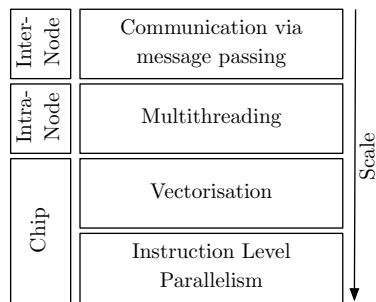 Inter-
Node
Communication via
message passing
Intra-
Node
Multithreading
Chip
Vectorisation
Instruction Level
Parallelism
Scale